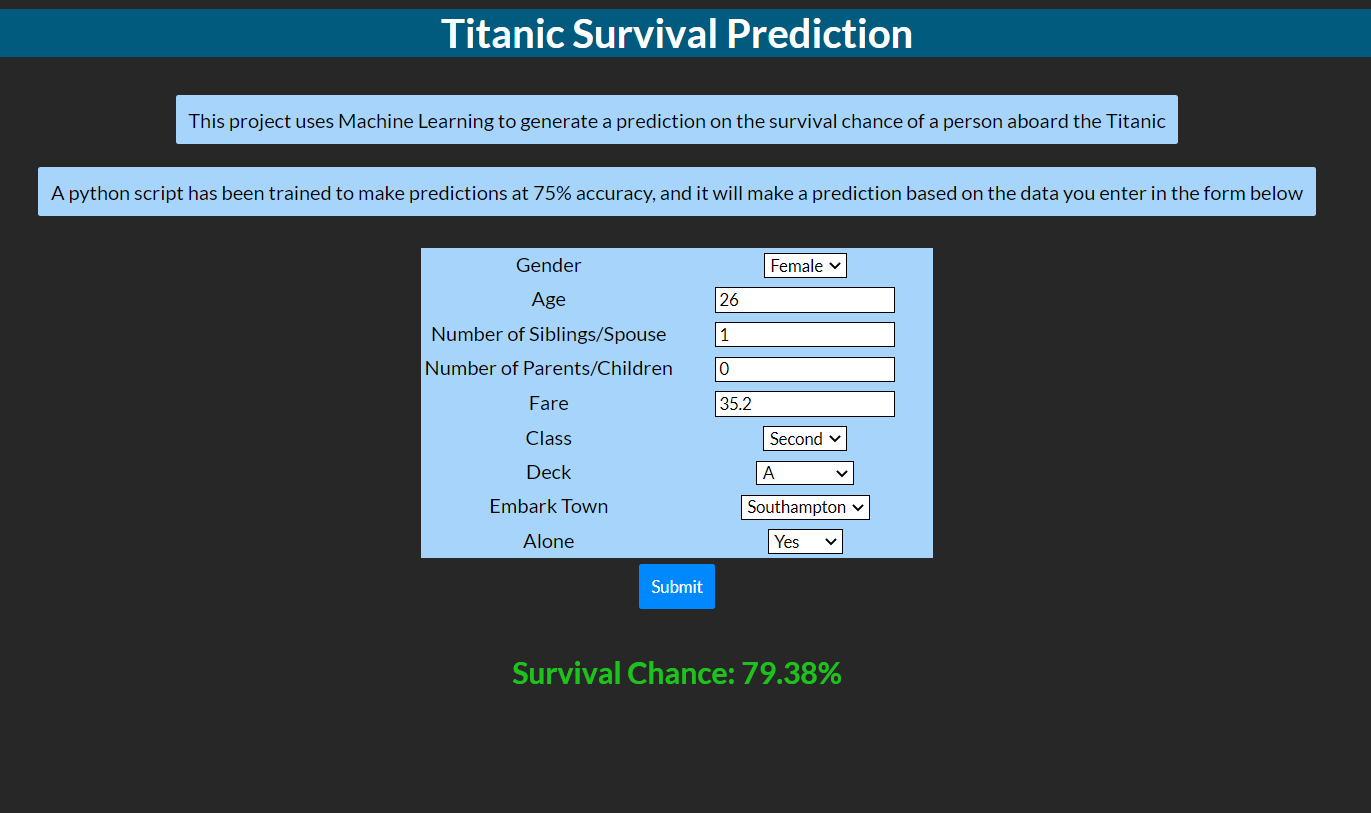 Titanic Survival Prediction
This project uses Machine Learning to generate a prediction on the survival chance of a person aboard the Titanic
A python script has been trained to make predictions at 75% accuracy, and it will make a prediction based on the data you enter in the form below
Gender Female
Age 26
Number of Siblings/Spouse 1
Number of Parents/Children 0
Fare 35.2
Class Second
Deck A
Embark Town Southampton
Alone Yes
Submit
Survival Chance: 79.38%